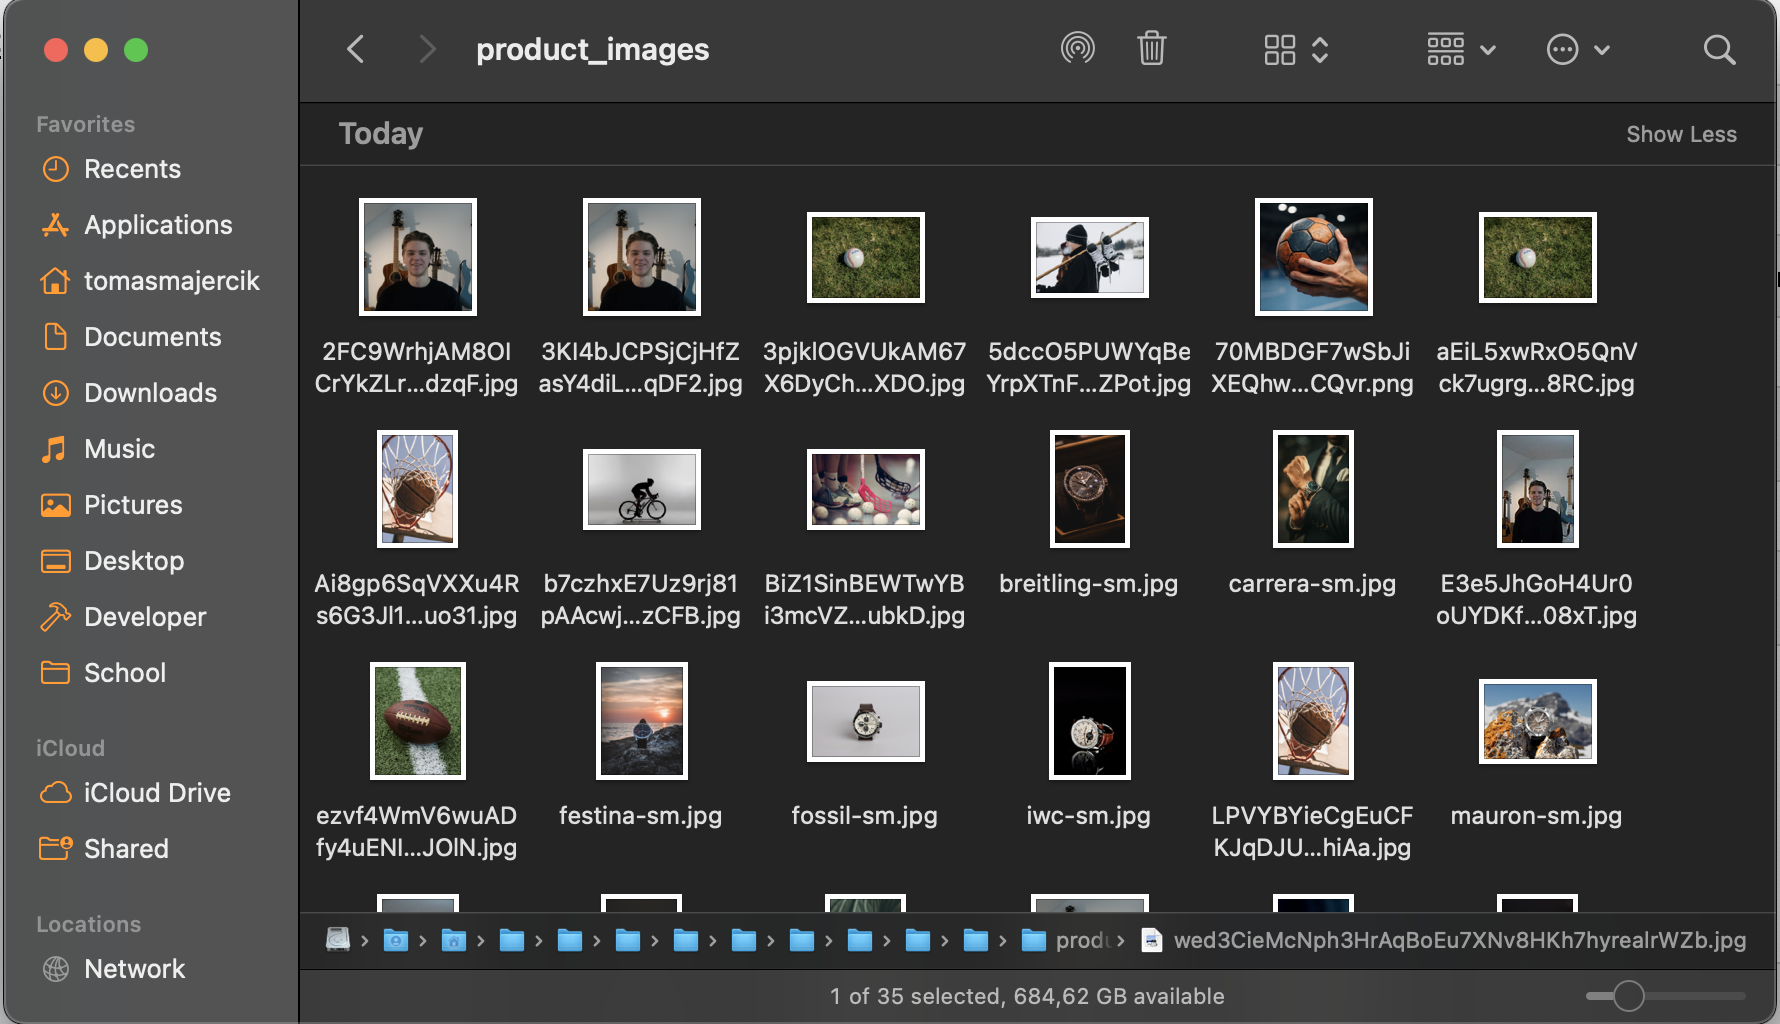 product_images
Favorites
Recents
Applications
tomasmajercik
Documents
Downloads
Music
Pictures
Desktop
Developer
School
iCloud
iCloud Drive
Shared
Locations
Network
Today
Show Less
2FC9WrhjAM8OI
CrYkZLr...dzqF.jpg
3KI4bJCPSjCjHfZ
asY4diL...qDF2.jpg
3pjklOGVUkAM67
X6DyCh...XDO.jpg
5dccO5PUWYqBe
YrpXTnF...ZPot.jpg
70MBDGF7wSbJi
XEQhw...CQvr.png
aEiL5xwRxO5QnV
ck7ugrg...8RC.jpg
Ai8gp6SqVXXu4R
s6G3Jl1...uo31.jpg
b7czhxE7Uz9rj81
pAAcwj...zCFB.jpg
BiZ1SinBEWTwYB
i3mcVZ...ubkD.jpg
breitling-sm.jpg
carrera-sm.jpg
E3e5JhGoH4Ur0
oUYDKf...08xT.jpg
ezvf4WmV6wuAD
fy4uENI...JOlN.jpg
festina-sm.jpg
fossil-sm.jpg
iwc-sm.jpg
LPVYBYieCgEuCF
KJqDJU...hiAa.jpg
mauron-sm.jpg
produ › wed3CieMcNph3HrAqBoEu7XNv8HKh7hyrealrWZb.jpg
1 of 35 selected, 684,62 GB available